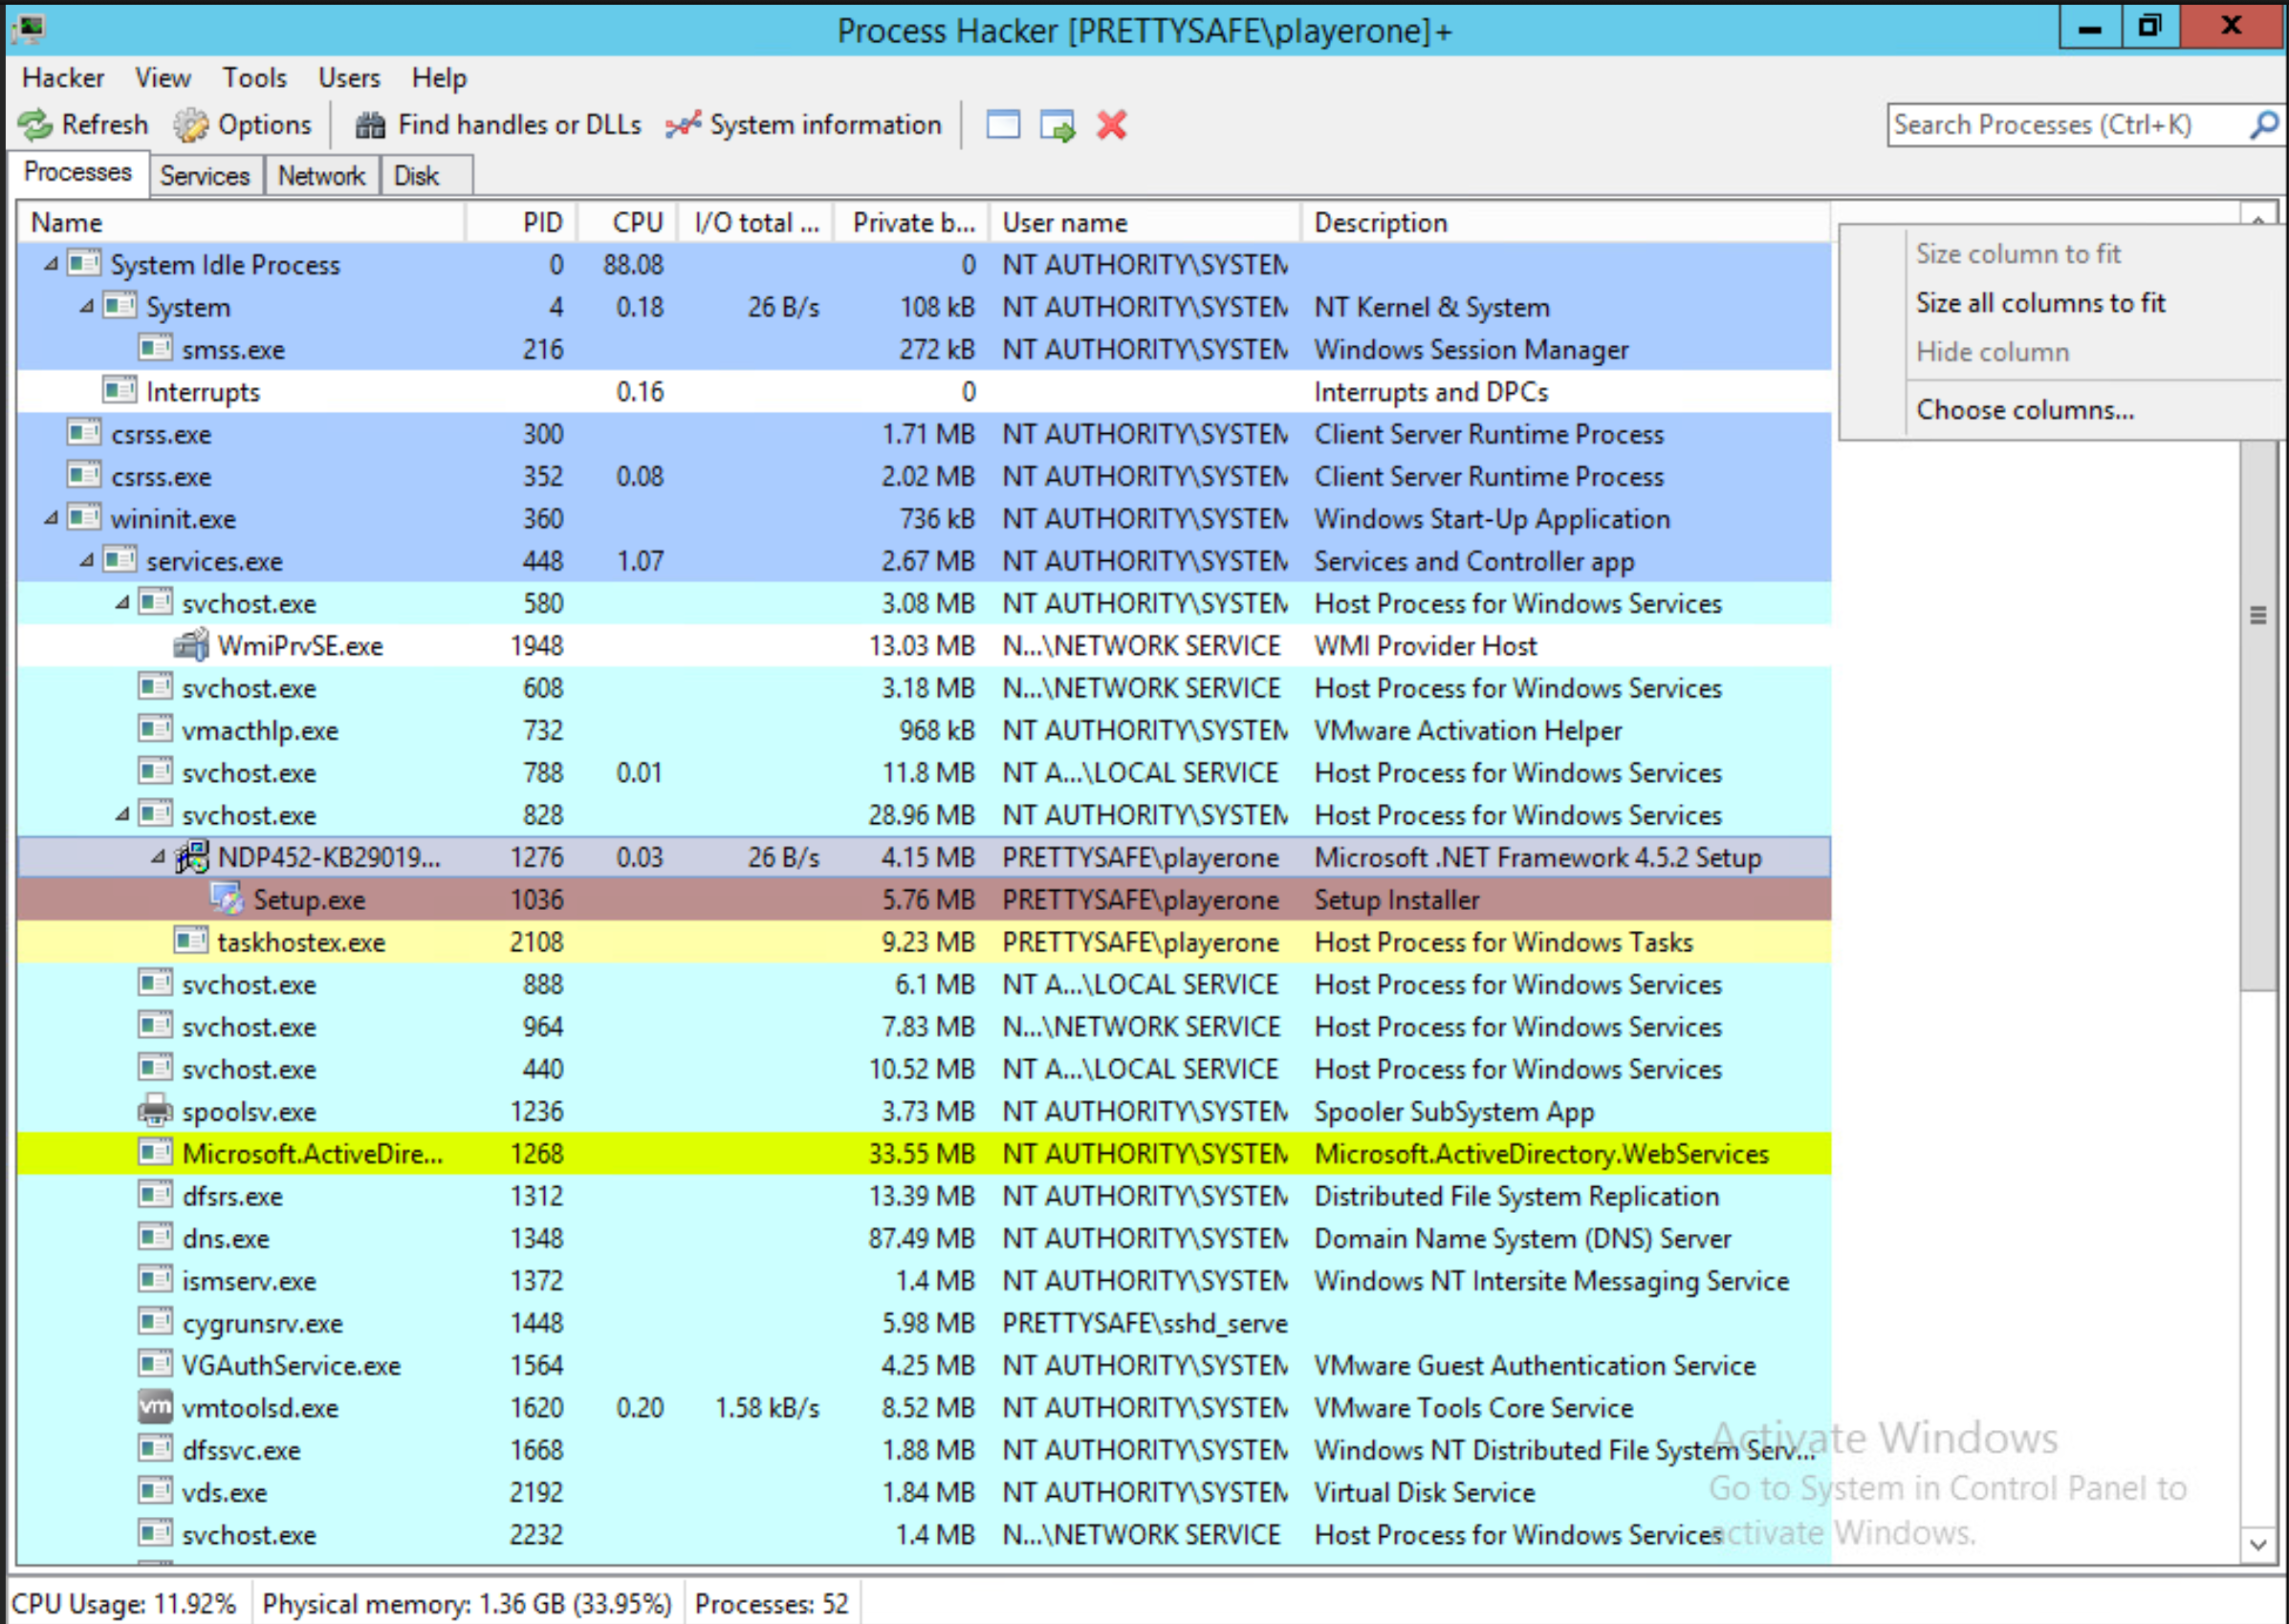 Process Hacker [PRETTYSAFE\playerone]+
Hacker View Tools Users Help
Refresh Options Find handles or DLLs System information Search Processes (Ctrl+K)
Processes Services Network Disk
Name PID CPU I/O total ... Private b... User name Description
System Idle Process 0 88.08 0 NT AUTHORITY\SYSTEM
System 4 0.18 26 B/s 108 kB NT AUTHORITY\SYSTEM NT Kernel & System
smss.exe 216 272 kB NT AUTHORITY\SYSTEM Windows Session Manager
Interrupts 0.16 0 Interrupts and DPCs
csrss.exe 300 1.71 MB NT AUTHORITY\SYSTEM Client Server Runtime Process
csrss.exe 352 0.08 2.02 MB NT AUTHORITY\SYSTEM Client Server Runtime Process
wininit.exe 360 736 kB NT AUTHORITY\SYSTEM Windows Start-Up Application
services.exe 448 1.07 2.67 MB NT AUTHORITY\SYSTEM Services and Controller app
svchost.exe 580 3.08 MB NT AUTHORITY\SYSTEM Host Process for Windows Services
WmiPrvSE.exe 1948 13.03 MB N...\NETWORK SERVICE WMI Provider Host
svchost.exe 608 3.18 MB N...\NETWORK SERVICE Host Process for Windows Services
vmacthlp.exe 732 968 kB NT AUTHORITY\SYSTEM VMware Activation Helper
svchost.exe 788 0.01 11.8 MB NT A...\LOCAL SERVICE Host Process for Windows Services
svchost.exe 828 28.96 MB NT AUTHORITY\SYSTEM Host Process for Windows Services
NDP452-KB29019... 1276 0.03 26 B/s 4.15 MB PRETTYSAFE\playerone Microsoft .NET Framework 4.5.2 Setup
Setup.exe 1036 5.76 MB PRETTYSAFE\playerone Setup Installer
taskhostex.exe 2108 9.23 MB PRETTYSAFE\playerone Host Process for Windows Tasks
svchost.exe 888 6.1 MB NT A...\LOCAL SERVICE Host Process for Windows Services
svchost.exe 964 7.83 MB N...\NETWORK SERVICE Host Process for Windows Services
svchost.exe 440 10.52 MB NT A...\LOCAL SERVICE Host Process for Windows Services
spoolsv.exe 1236 3.73 MB NT AUTHORITY\SYSTEM Spooler SubSystem App
Microsoft.ActiveDire... 1268 33.55 MB NT AUTHORITY\SYSTEM Microsoft.ActiveDirectory.WebServices
dfsrs.exe 1312 13.39 MB NT AUTHORITY\SYSTEM Distributed File System Replication
dns.exe 1348 87.49 MB NT AUTHORITY\SYSTEM Domain Name System (DNS) Server
ismserv.exe 1372 1.4 MB NT AUTHORITY\SYSTEM Windows NT Intersite Messaging Service
cygrunsrv.exe 1448 5.98 MB PRETTYSAFE\sshd_serve
VGAuthService.exe 1564 4.25 MB NT AUTHORITY\SYSTEM VMware Guest Authentication Service
vm vmtoolsd.exe 1620 0.20 1.58 kB/s 8.52 MB NT AUTHORITY\SYSTEM VMware Tools Core Service
dfssvc.exe 1668 1.88 MB NT AUTHORITY\SYSTEM Windows NT Distributed File System Serv...
vds.exe 2192 1.84 MB NT AUTHORITY\SYSTEM Virtual Disk Service
svchost.exe 2232 1.4 MB N...\NETWORK SERVICE Host Process for Windows Services
Size column to fit
Size all columns to fit
Hide column
Choose columns...
Activate Windows
Go to System in Control Panel to
activate Windows.
CPU Usage: 11.92% Physical memory: 1.36 GB (33.95%) Processes: 52